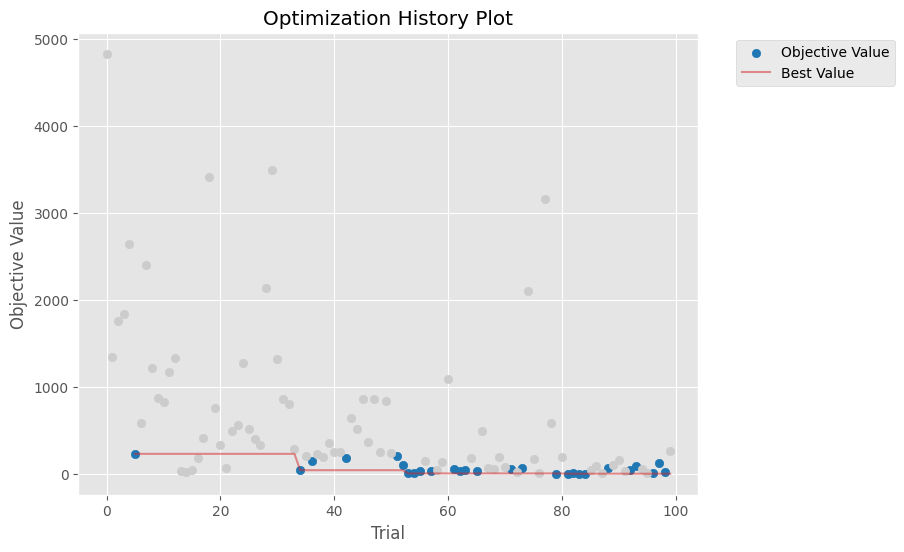 Optimization History Plot
Objective Value
Best Value
5000
4000
3000
2000
1000
0
Objective Value
0 20 40 60 80 100
Trial